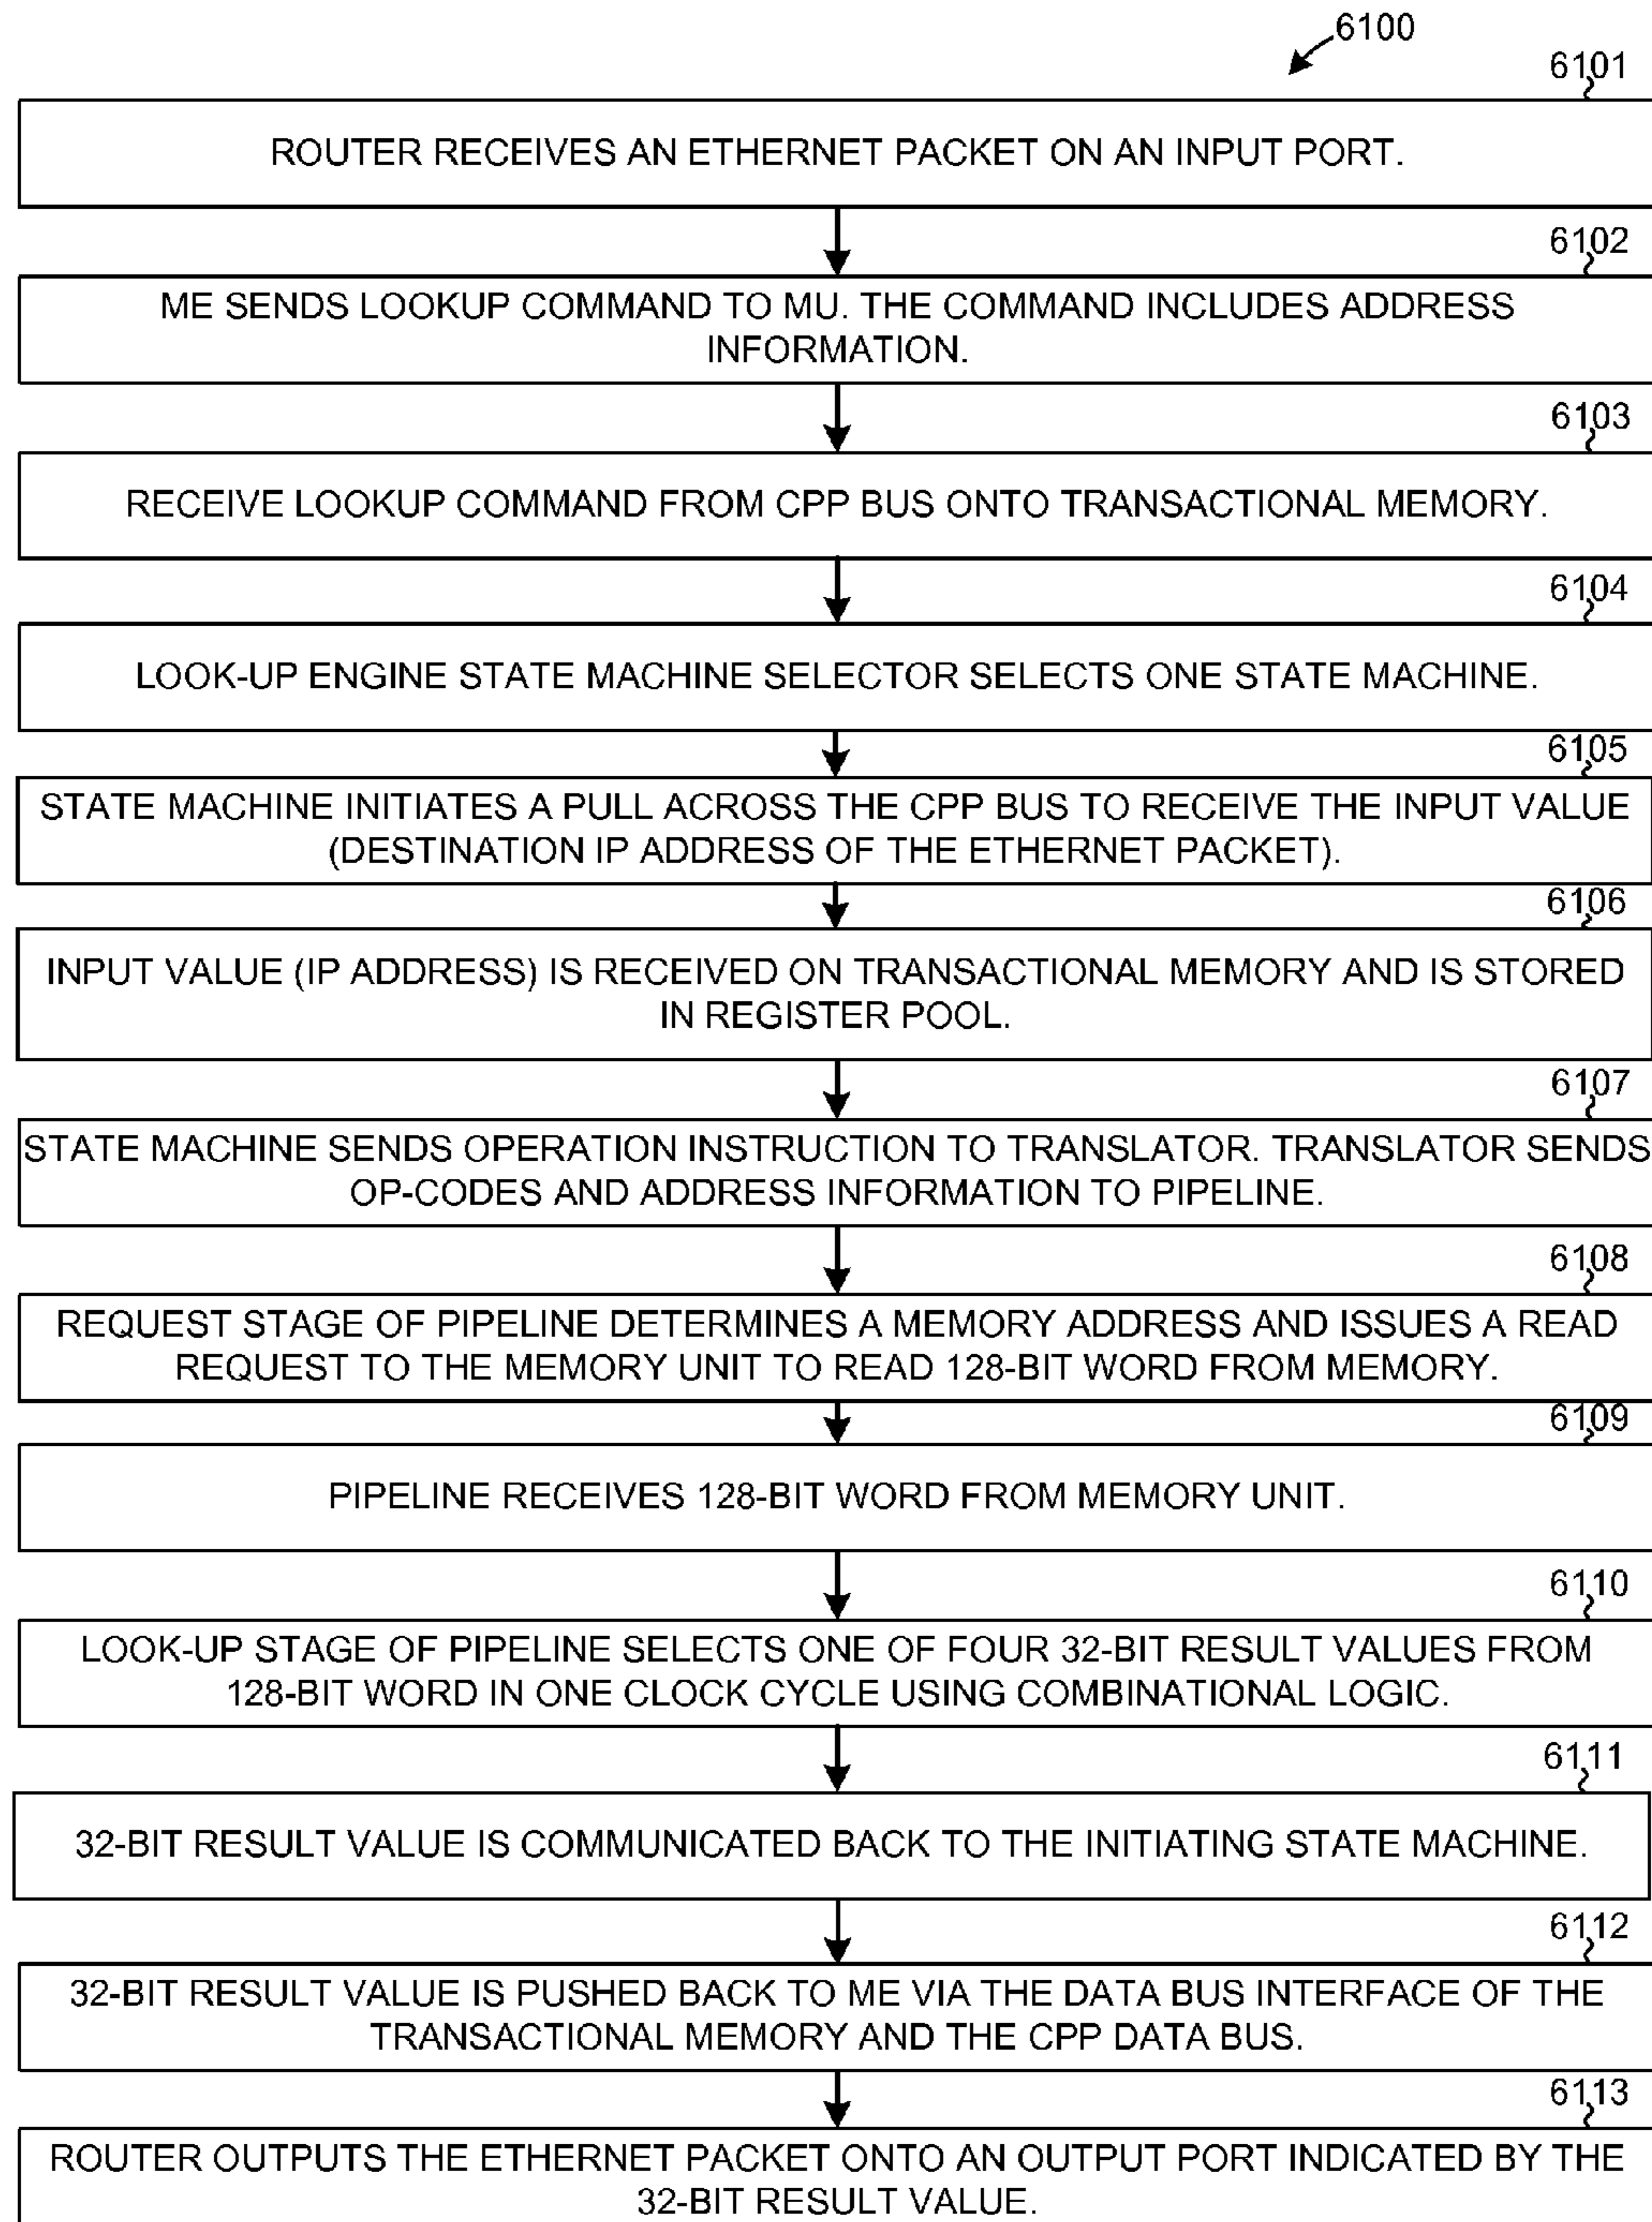 6100
6101
ROUTER RECEIVES AN ETHERNET PACKET ON AN INPUT PORT.
6102
ME SENDS LOOKUP COMMAND TO MU. THE COMMAND INCLUDES ADDRESS
INFORMATION.
6103
RECEIVE LOOKUP COMMAND FROM CPP BUS ONTO TRANSACTIONAL MEMORY.
6104
LOOK-UP ENGINE STATE MACHINE SELECTOR SELECTS ONE STATE MACHINE.
6105
STATE MACHINE INITIATES A PULL ACROSS THE CPP BUS TO RECEIVE THE INPUT VALUE
(DESTINATION IP ADDRESS OF THE ETHERNET PACKET).
6106
INPUT VALUE (IP ADDRESS) IS RECEIVED ON TRANSACTIONAL MEMORY AND IS STORED
IN REGISTER POOL.
6107
STATE MACHINE SENDS OPERATION INSTRUCTION TO TRANSLATOR. TRANSLATOR SENDS
OP-CODES AND ADDRESS INFORMATION TO PIPELINE.
6108
REQUEST STAGE OF PIPELINE DETERMINES A MEMORY ADDRESS AND ISSUES A READ
REQUEST TO THE MEMORY UNIT TO READ 128-BIT WORD FROM MEMORY.
6109
PIPELINE RECEIVES 128-BIT WORD FROM MEMORY UNIT.
6110
LOOK-UP STAGE OF PIPELINE SELECTS ONE OF FOUR 32-BIT RESULT VALUES FROM
128-BIT WORD IN ONE CLOCK CYCLE USING COMBINATIONAL LOGIC.
6111
32-BIT RESULT VALUE IS COMMUNICATED BACK TO THE INITIATING STATE MACHINE.
6112
32-BIT RESULT VALUE IS PUSHED BACK TO ME VIA THE DATA BUS INTERFACE OF THE
TRANSACTIONAL MEMORY AND THE CPP DATA BUS.
6113
ROUTER OUTPUTS THE ETHERNET PACKET ONTO AN OUTPUT PORT INDICATED BY THE
32-BIT RESULT VALUE.